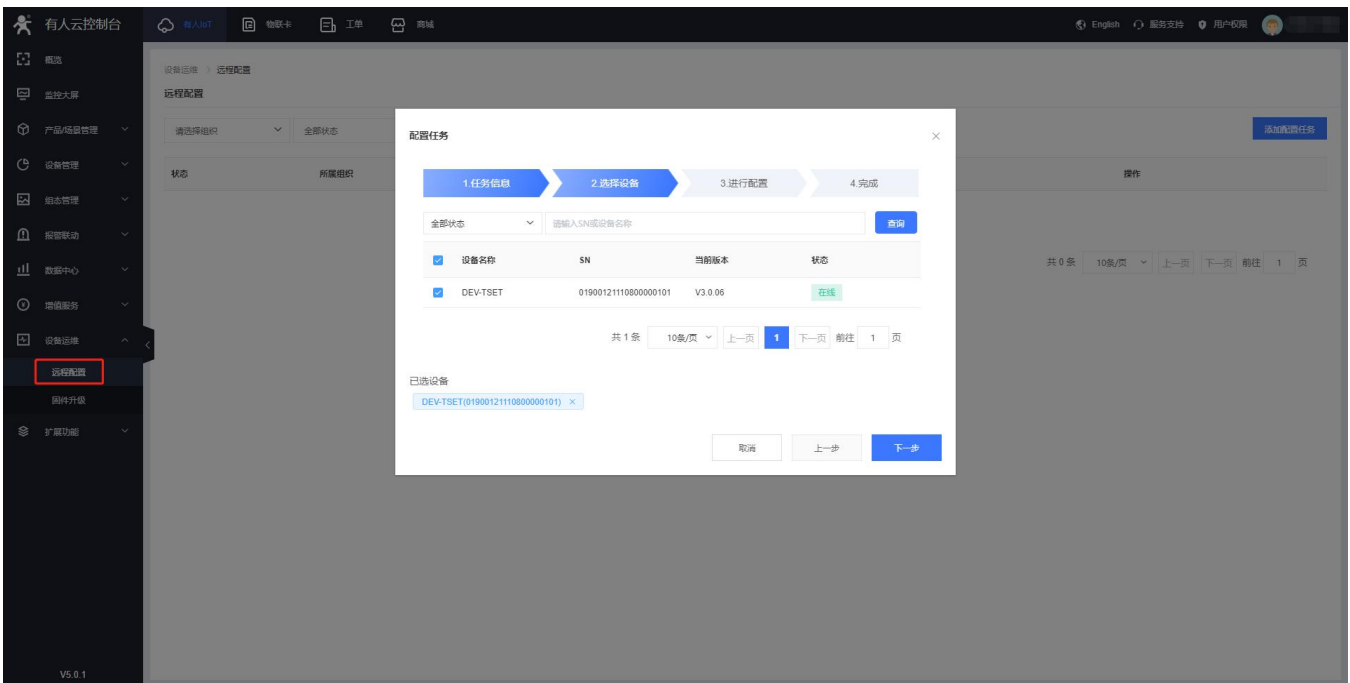 有人云控制台
有人IoT
物联卡
工单
商城
English
服务支持
用户权限
概览
监控大屏
产品/场景管理
设备管理
组态管理
报警联动
数据中心
增值服务
设备运维
远程配置
固件升级
扩展功能
V5.0.1
设备运维 > 远程配置
远程配置
请选择组织
全部状态
添加配置任务
状态
所属组织
操作
共 0 条 10条/页 上一页 下一页 前往 1 页
配置任务
1.任务信息 2.选择设备 3.进行配置 4.完成
全部状态 请输入SN或设备名称 查询
设备名称 SN 当前版本 状态
DEV-TSET 01900121110800000101 V3.0.06 在线
共 1 条 10条/页 上一页 1 下一页 前往 1 页
已选设备
DEV-TSET(01900121110800000101) ×
取消 上一步 下一步